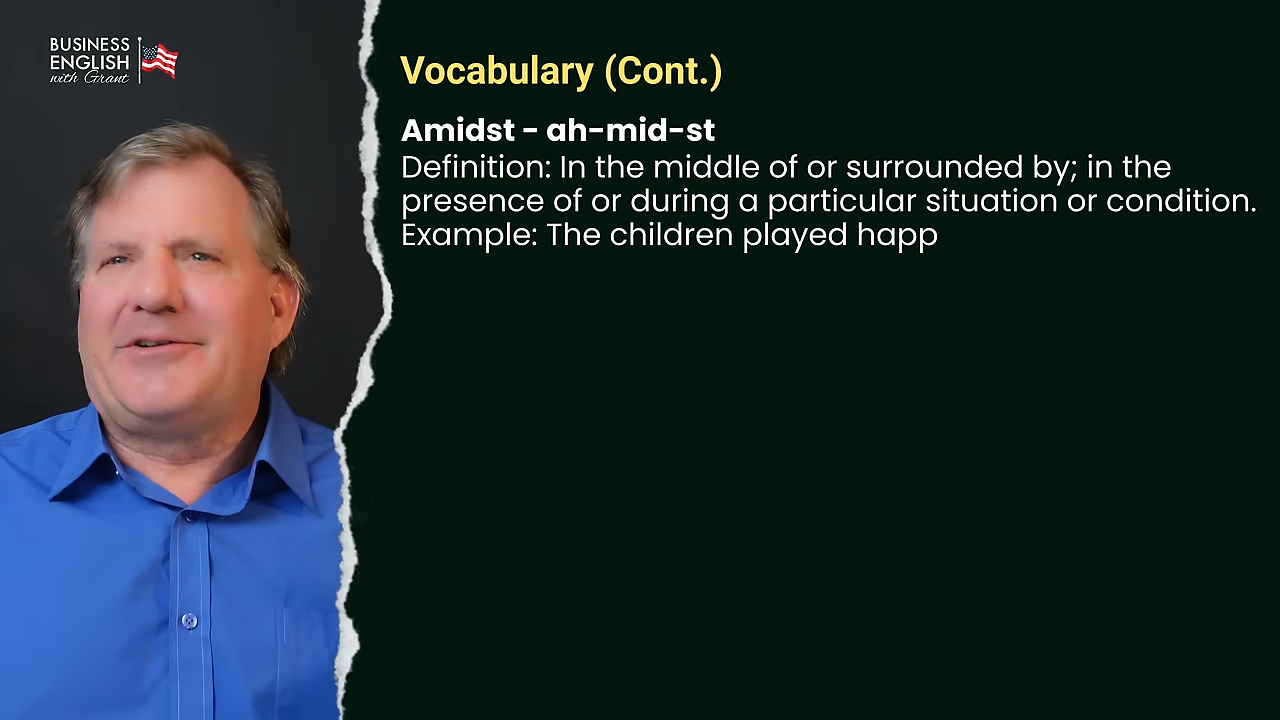 BUSINESS
ENGLISH
with Grant
Vocabulary (Cont.)
Amidst - ah-mid-st
Definition: In the middle of or surrounded by; in the
presence of or during a particular situation or condition.
Example: The children played happ